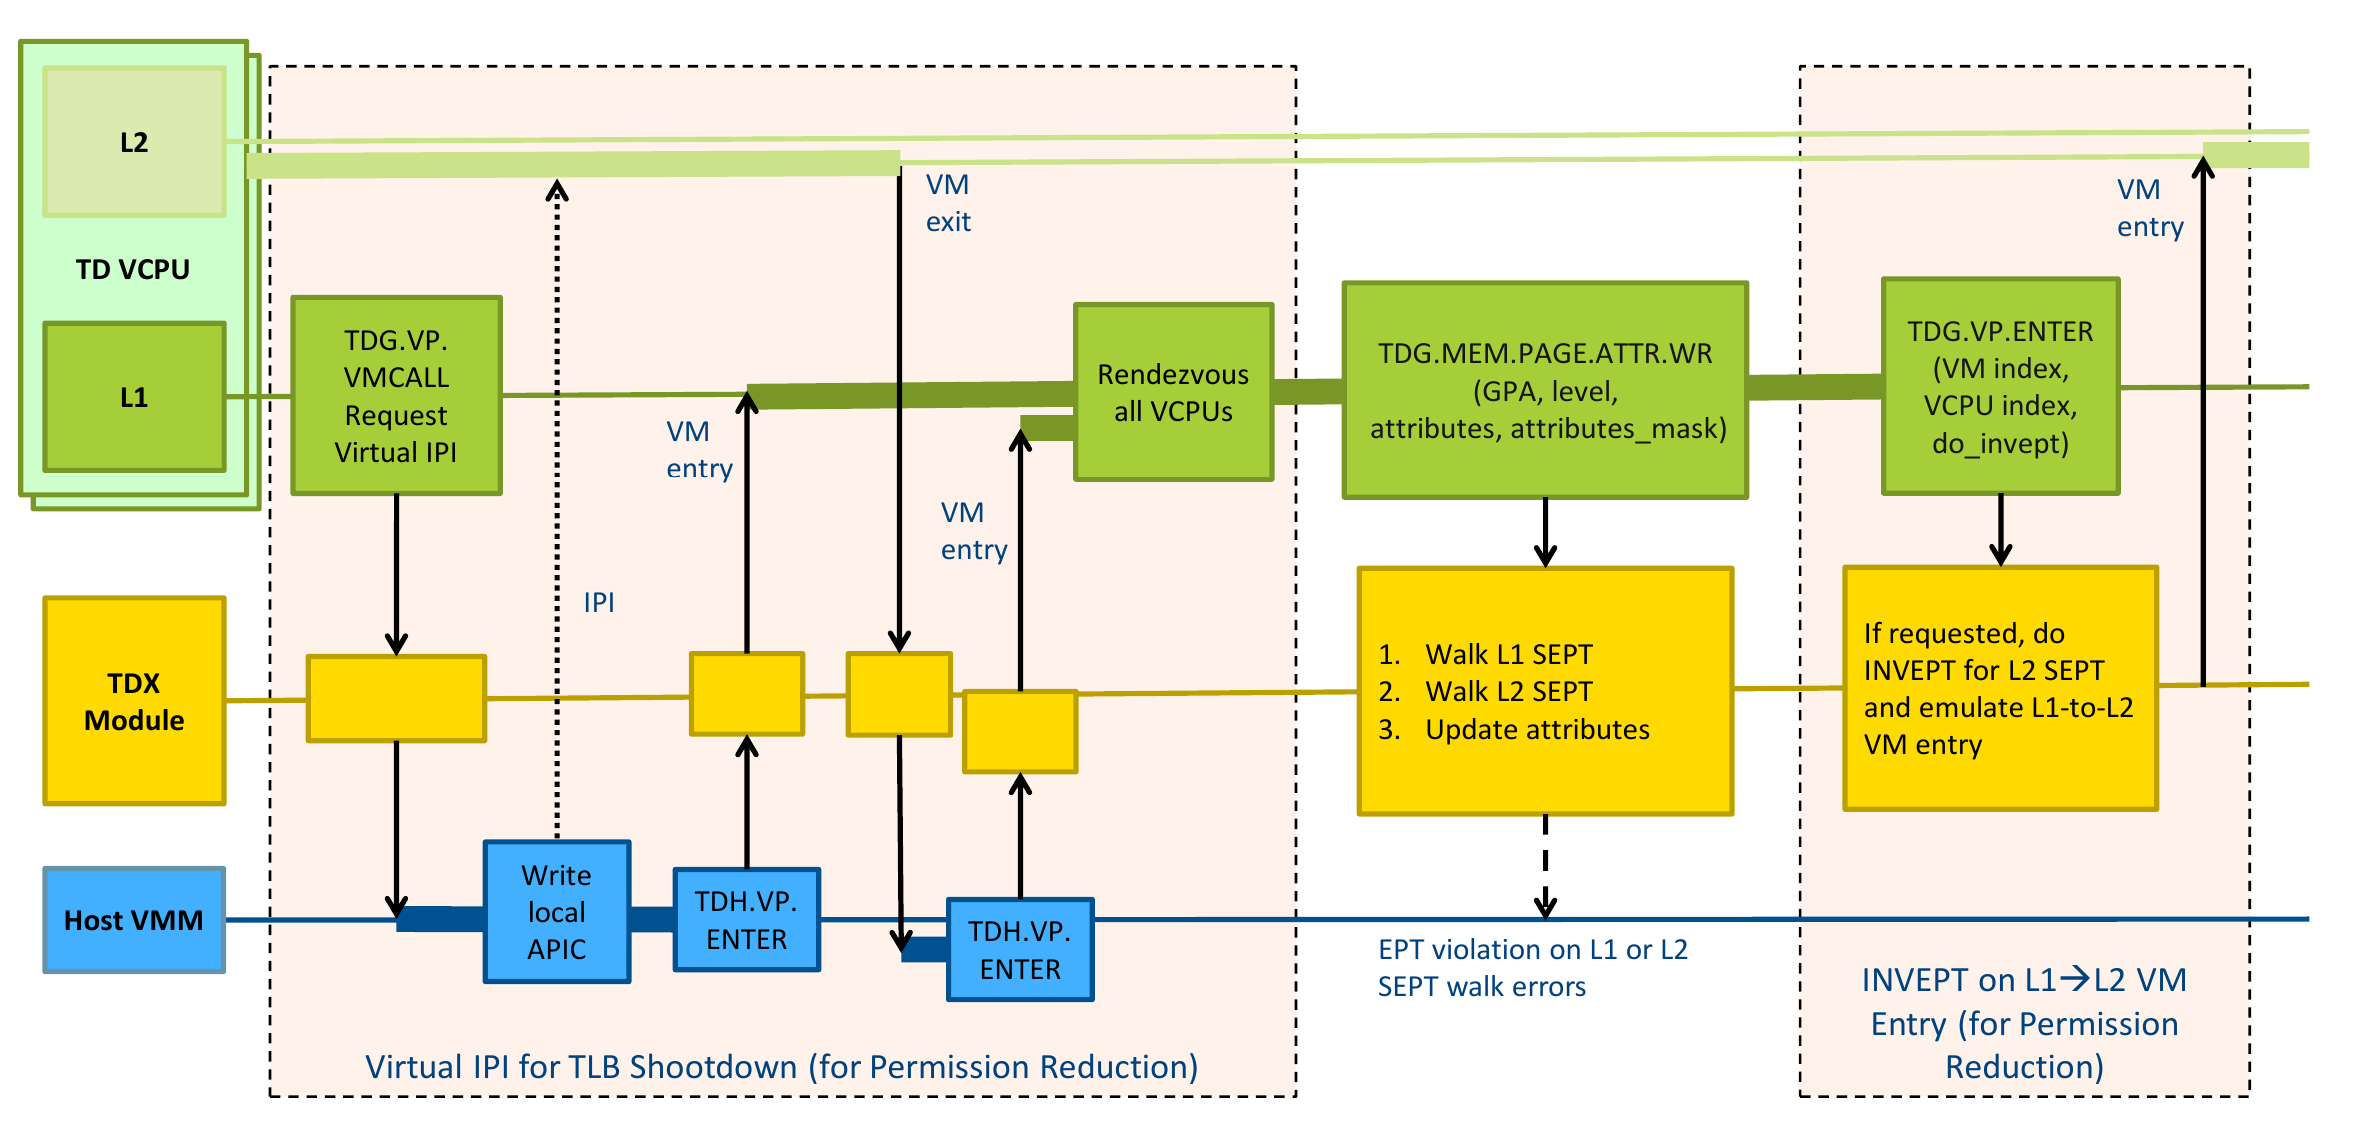 L2
TD VCPU
L1
TDX
Module
Host VMM
TDG.VP.
VMCALL
Request
Virtual IPI
IPI
Write
local
APIC
VM
entry
TDH.VP.
ENTER
VM
exit
VM
entry
TDH.VP.
ENTER
Rendezvous
all VCPUs
Virtual IPI for TLB Shootdown (for Permission Reduction)
TDG.MEM.PAGE.ATTR.WR
(GPA, level,
attributes, attributes_mask)
1. Walk L1 SEPT
2. Walk L2 SEPT
3. Update attributes
EPT violation on L1 or L2
SEPT walk errors
TDG.VP.ENTER
(VM index,
VCPU index,
do_invept)
VM
entry
If requested, do
INVEPT for L2 SEPT
and emulate L1-to-L2
VM entry
INVEPT on L1→L2 VM
Entry (for Permission
Reduction)